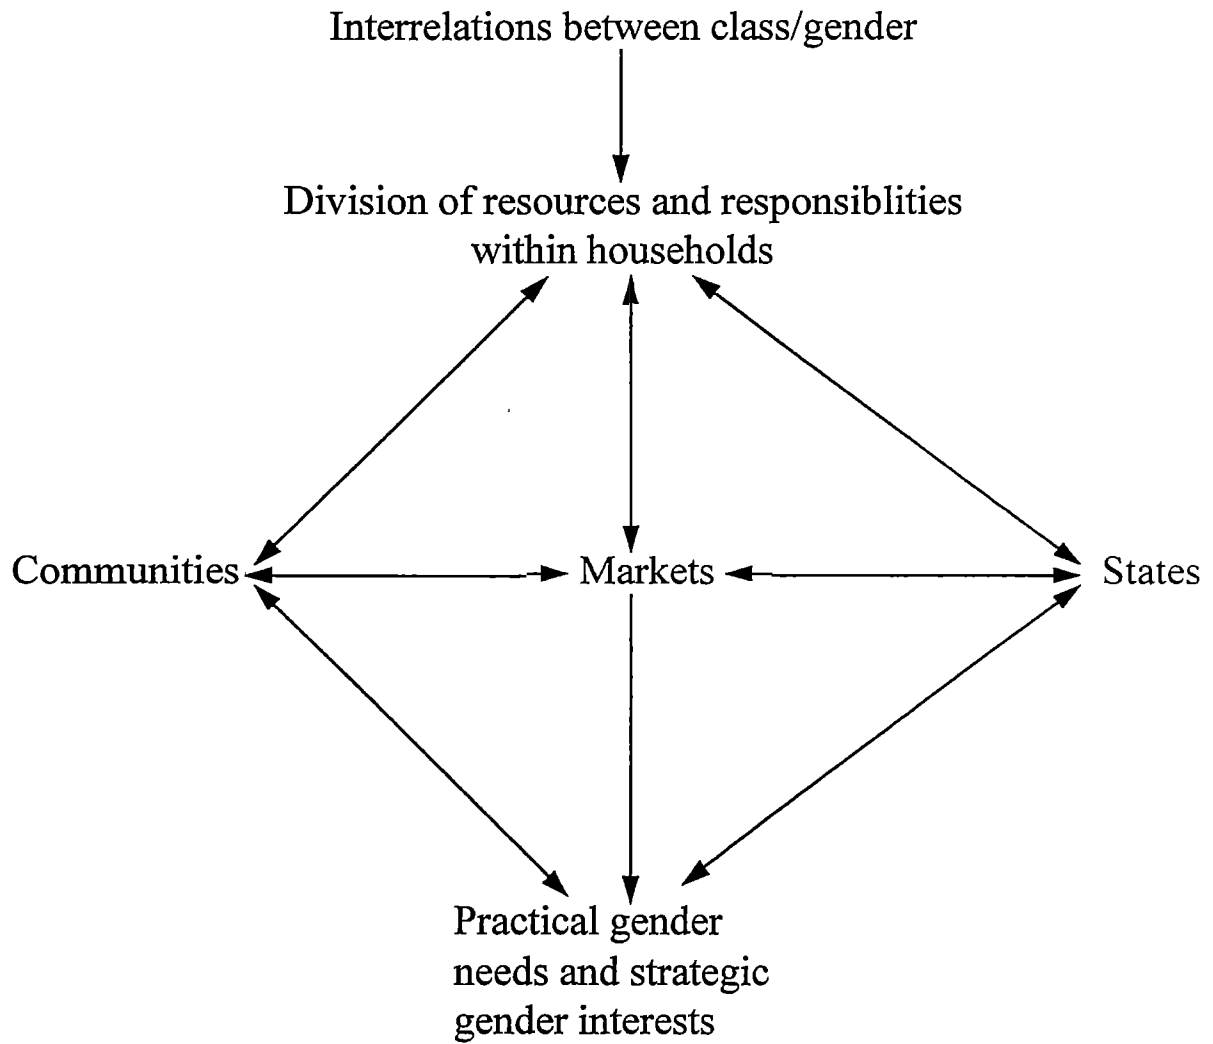 Interrelations between class/gender
Division of resources and responsiblities
within households
Communities
Markets
States
Practical gender
needs and strategic
gender interests